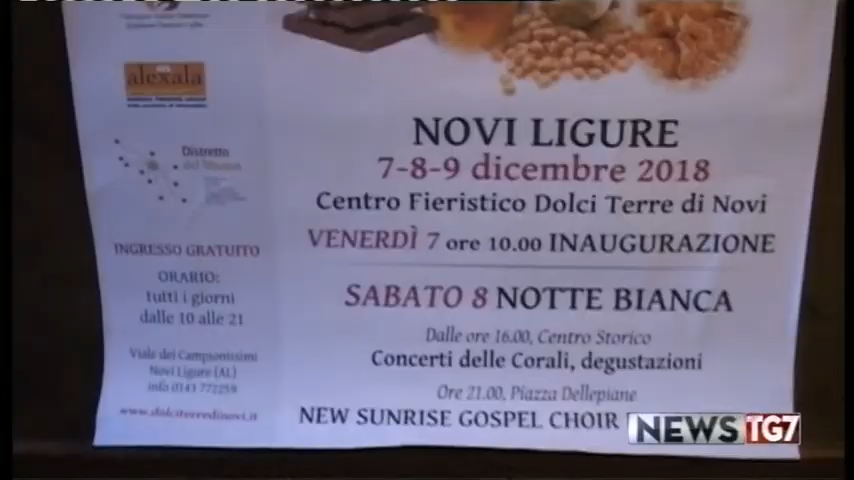 alexala
Distretto
NOVI LIGURE
7-8-9 dicembre 2018
Centro Fieristico Dolci Terre di Novi
VENERDÌ 7 ore 10.00 INAUGURAZIONE
INGRESSO GRATUITO
ORARIO:
tutti i giorni
dalle 10 alle 21
SABATO 8 NOTTE BIANCA
Dalle ore 16.00, Centro Storico
Concerti delle Corali, degustazioni
Viale dei Campionissimi
Novi Ligure (AL)
info 0143 772259
www.dolciterredinovi.it
Ore 21.00, Piazza Dellepiane
NEW SUNRISE GOSPEL CHOIR
NEWS TG7